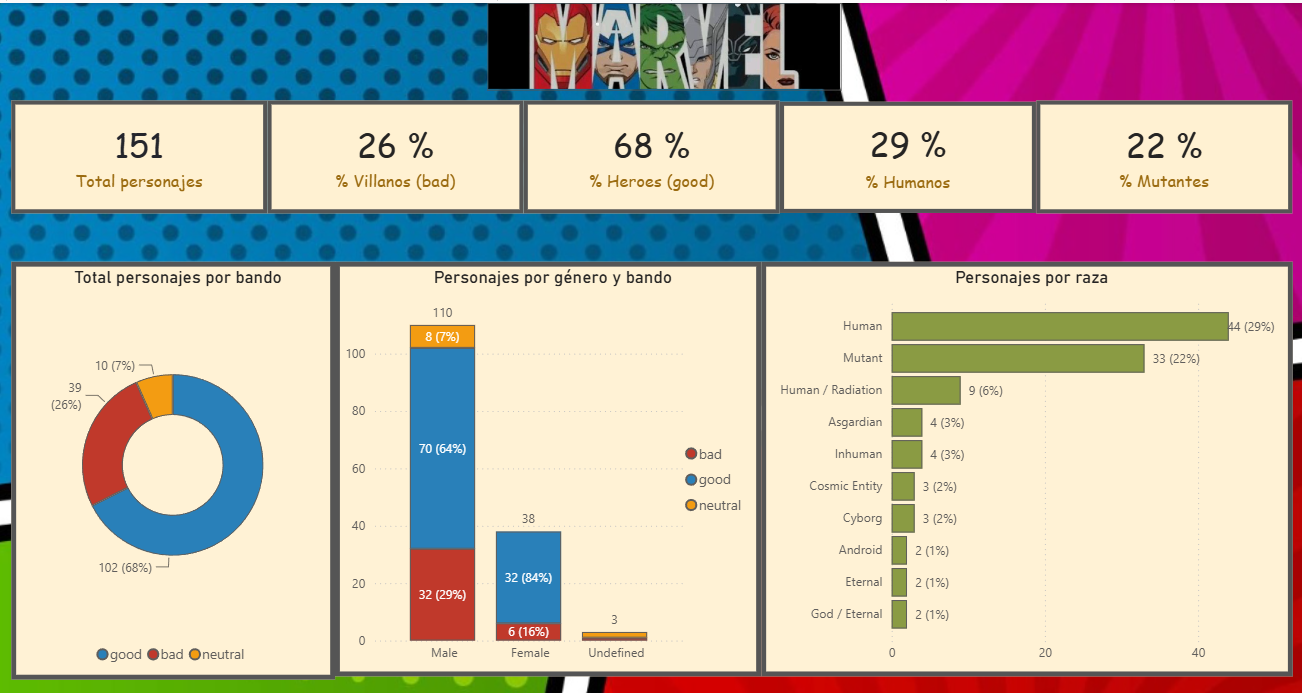 MARVEL
151
Total personajes
26 %
% Villanos (bad)
68 %
% Heroes (good)
29 %
% Humanos
22 %
% Mutantes
Total personajes por bando
10 (7%)
39
(26%)
102 (68%)
good bad neutral
Personajes por género y bando
110
8 (7%)
100
80
70 (64%)
60
40
38
32 (84%)
32 (29%)
20
6 (16%)
3
0
Male Female Undefined
bad
good
neutral
Personajes por raza
Human 44 (29%)
Mutant 33 (22%)
Human / Radiation 9 (6%)
Asgardian 4 (3%)
Inhuman 4 (3%)
Cosmic Entity 3 (2%)
Cyborg 3 (2%)
Android 2 (1%)
Eternal 2 (1%)
God / Eternal 2 (1%)
0 20 40